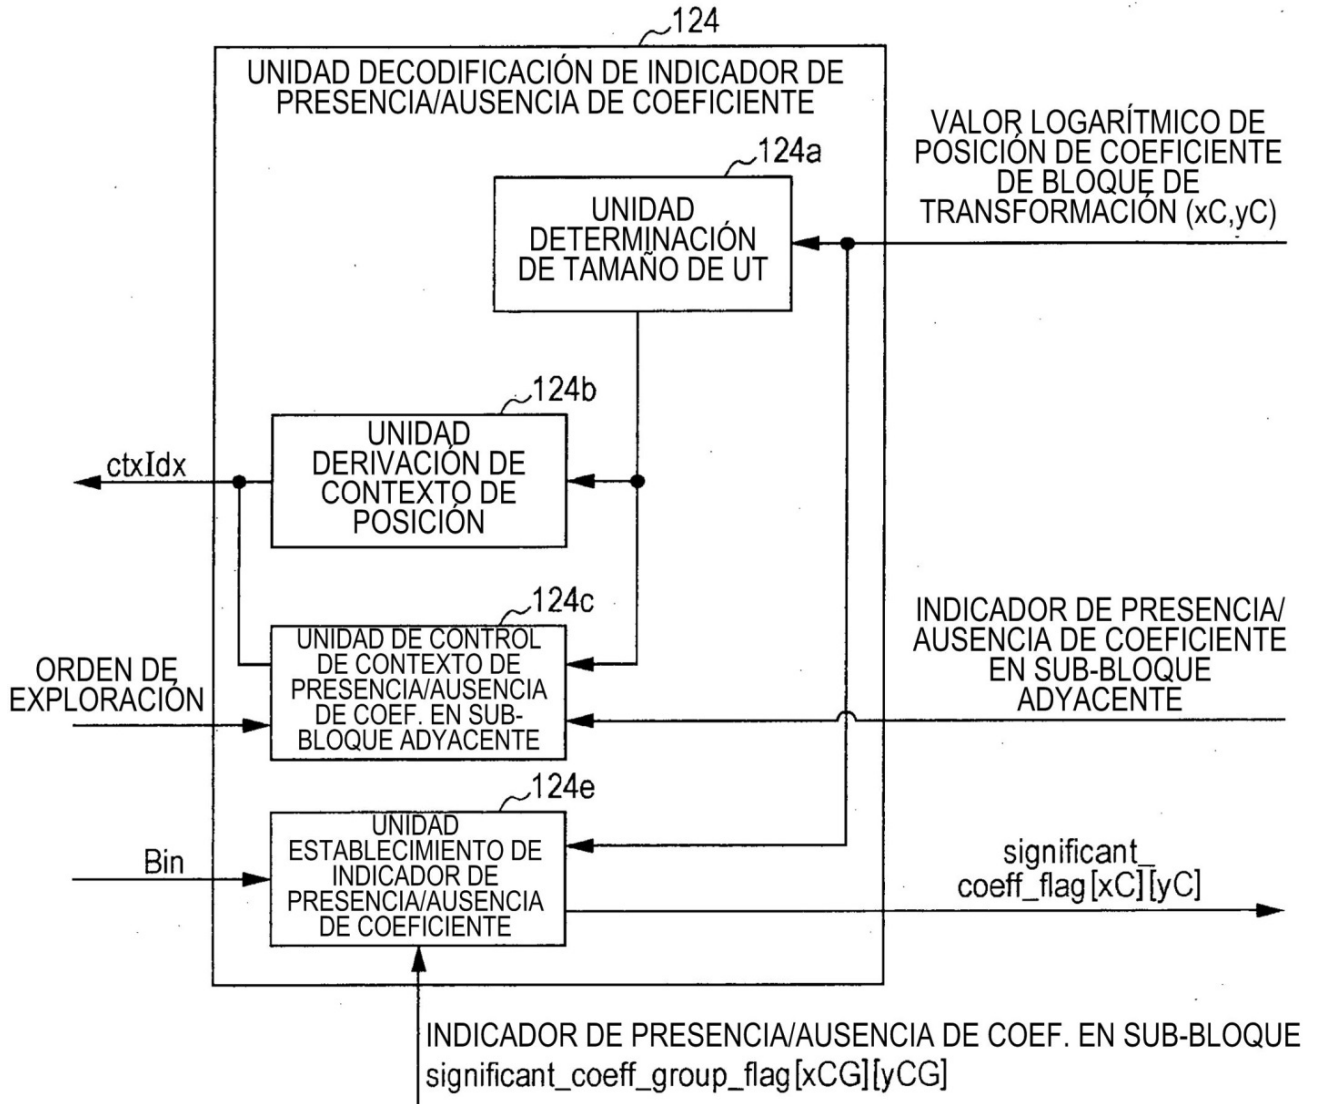 124
UNIDAD DECODIFICACIÓN DE INDICADOR DE
PRESENCIA/AUSENCIA DE COEFICIENTE
VALOR LOGARÍTMICO DE
POSICIÓN DE COEFICIENTE
DE BLOQUE DE
TRANSFORMACIÓN (xC,yC)
124a
UNIDAD
DETERMINACIÓN
DE TAMAÑO DE UT
124b
UNIDAD
DERIVACIÓN DE
CONTEXTO DE
POSICIÓN
ctxIdx
124c
UNIDAD DE CONTROL
DE CONTEXTO DE
PRESENCIA/AUSENCIA
DE COEF. EN SUB-
BLOQUE ADYACENTE
ORDEN DE
EXPLORACIÓN
INDICADOR DE PRESENCIA/
AUSENCIA DE COEFICIENTE
EN SUB-BLOQUE
ADYACENTE
124e
UNIDAD
ESTABLECIMIENTO DE
INDICADOR DE
PRESENCIA/AUSENCIA
DE COEFICIENTE
Bin
significant_
coeff_flag[xC][yC]
INDICADOR DE PRESENCIA/AUSENCIA DE COEF. EN SUB-BLOQUE
significant_coeff_group_flag[xCG][yCG]